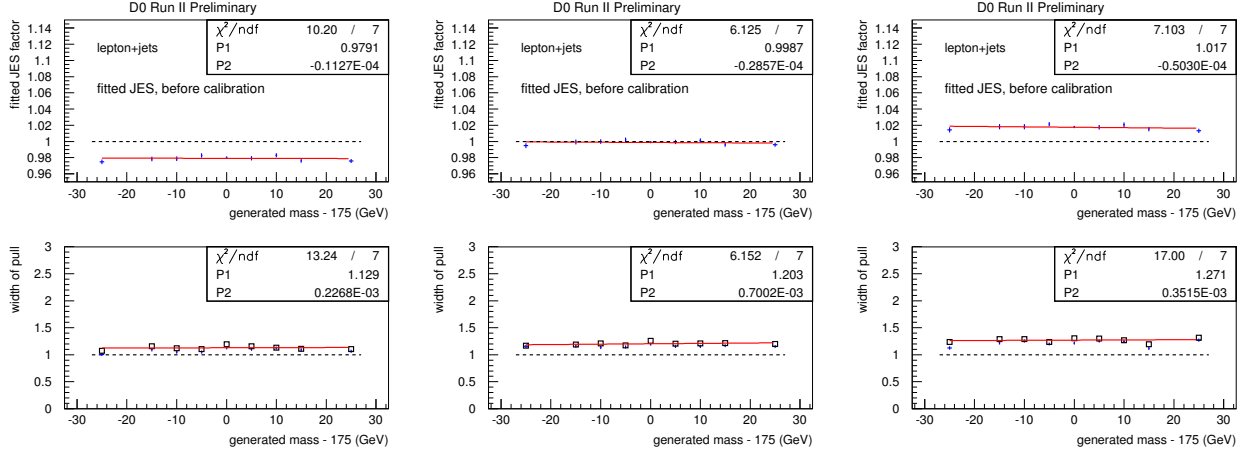 D0 Run II Preliminary
χ²/ndf 10.20 / 7
P1 0.9791
P2 -0.1127E-04
lepton+jets
fitted JES, before calibration
fitted JES factor
1.14
1.12
1.1
1.08
1.06
1.04
1.02
1
0.98
0.96
-30 -20 -10 0 10 20 30
generated mass - 175 (GeV)
D0 Run II Preliminary
χ²/ndf 6.125 / 7
P1 0.9987
P2 -0.2857E-04
lepton+jets
fitted JES, before calibration
fitted JES factor
1.14
1.12
1.1
1.08
1.06
1.04
1.02
1
0.98
0.96
-30 -20 -10 0 10 20 30
generated mass - 175 (GeV)
D0 Run II Preliminary
χ²/ndf 7.103 / 7
P1 1.017
P2 -0.5030E-04
lepton+jets
fitted JES, before calibration
fitted JES factor
1.14
1.12
1.1
1.08
1.06
1.04
1.02
1
0.98
0.96
-30 -20 -10 0 10 20 30
generated mass - 175 (GeV)
χ²/ndf 13.24 / 7
P1 1.129
P2 0.2268E-03
width of pull
3
2.5
2
1.5
1
0.5
0
-30 -20 -10 0 10 20 30
generated mass - 175 (GeV)
χ²/ndf 6.152 / 7
P1 1.203
P2 0.7002E-03
width of pull
3
2.5
2
1.5
1
0.5
0
-30 -20 -10 0 10 20 30
generated mass - 175 (GeV)
χ²/ndf 17.00 / 7
P1 1.271
P2 0.3515E-03
width of pull
3
2.5
2
1.5
1
0.5
0
-30 -20 -10 0 10 20 30
generated mass - 175 (GeV)